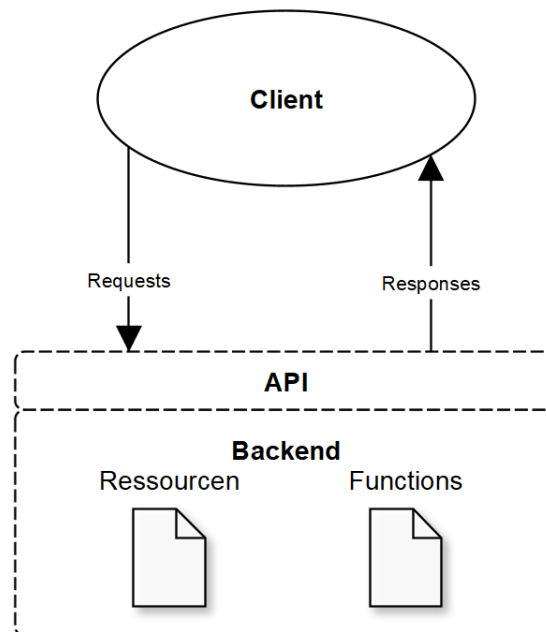 Client
Requests
Responses
API
Backend
Ressourcen
Functions